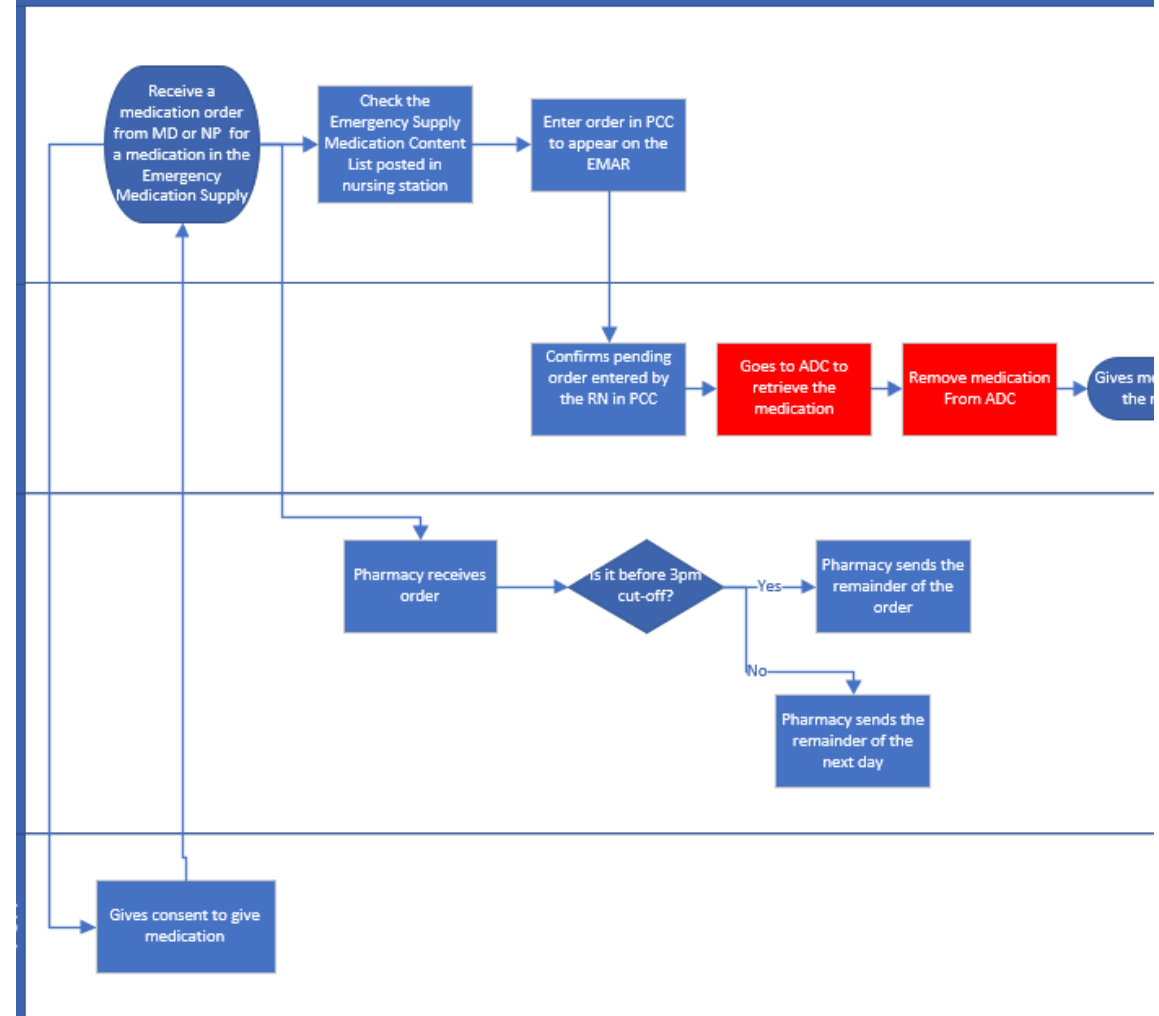 Receive a
medication order
from MD or NP for
a medication in the
Emergency
Medication Supply
Check the
Emergency Supply
Medication Content
List posted in
nursing station
Enter order in PCC
to appear on the
EMAR
Confirms pending
order entered by
the RN in PCC
Goes to ADC to
retrieve the
medication
Remove medication
From ADC
Gives
the
Pharmacy receives
order
Is it before 3pm
cut-off?
Yes
Pharmacy sends the
remainder of the
order
No
Pharmacy sends the
remainder of the
next day
Gives consent to give
medication